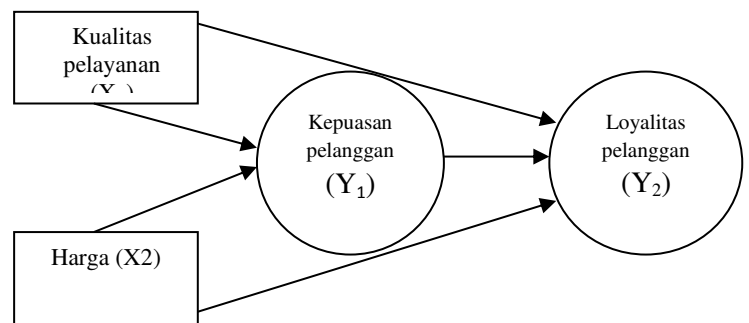 Kualitas
pelayanan
Kepuasan
pelanggan
(Y₁)
Loyalitas
pelanggan
(Y₂)
Harga (X2)